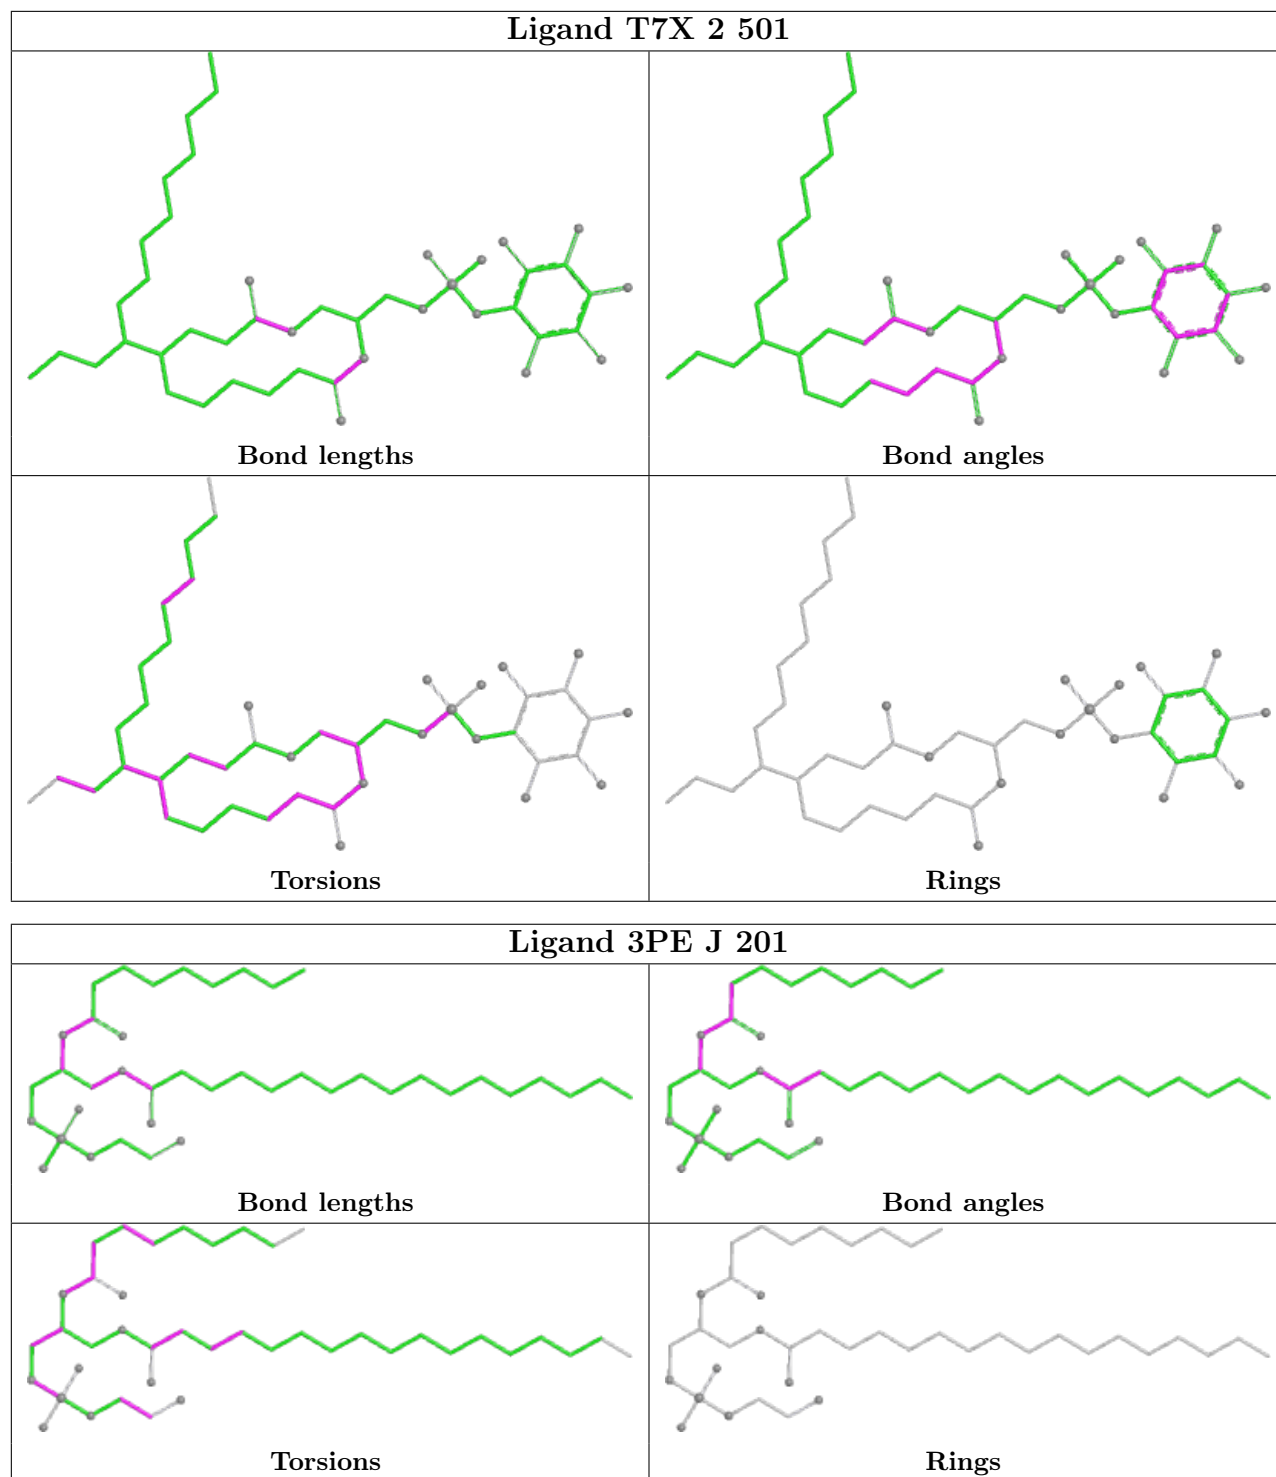 Ligand T7X 2 501
Bond lengths
Bond angles
Torsions
Rings
Ligand 3PE J 201
Bond lengths
Bond angles
Torsions
Rings